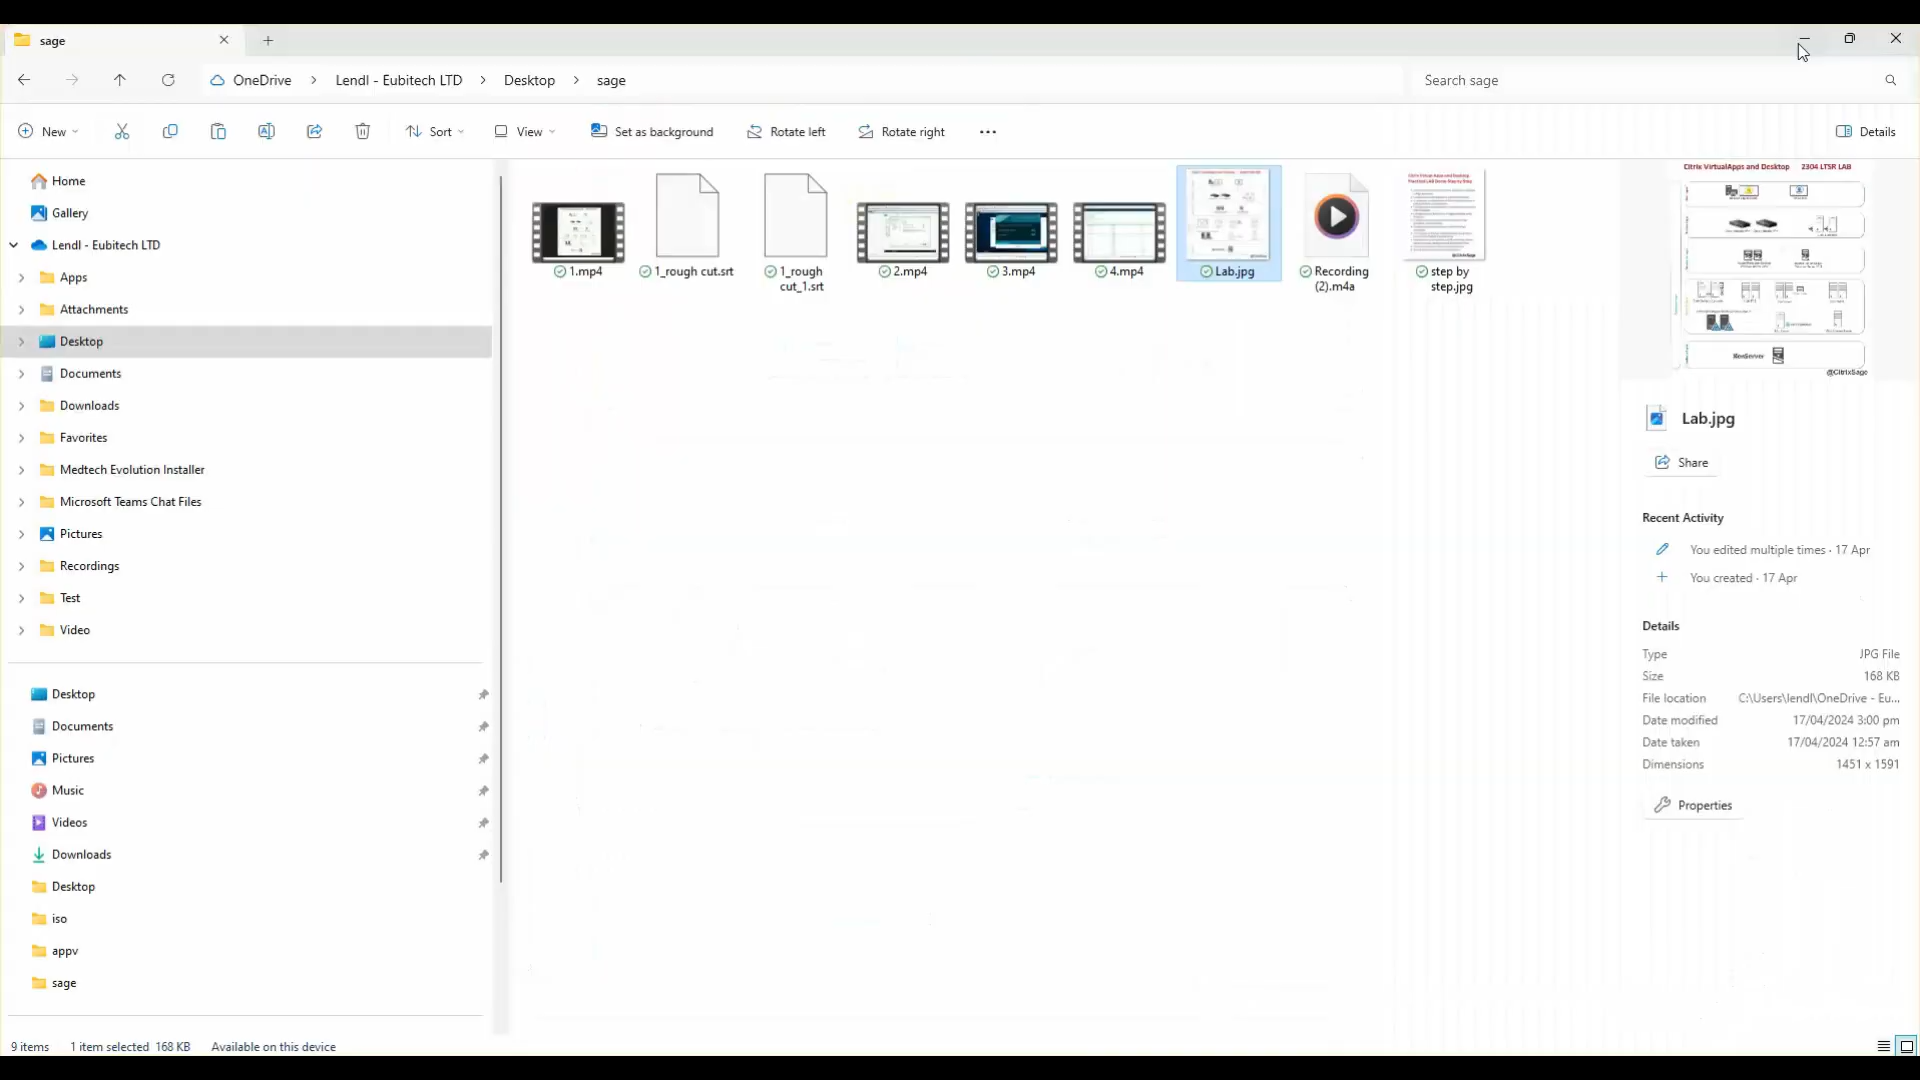 sage
OneDrive
Lendl - Eubitech LTD
Desktop
sage
Search sage
New
Sort
View
Set as background
Rotate left
Rotate right
Details
Home
Gallery
Lendl - Eubitech LTD
Apps
Attachments
Desktop
Documents
Downloads
Favorites
Medtech Evolution Installer
Microsoft Teams Chat Files
Pictures
Recordings
Test
Video
Desktop
Documents
Pictures
Music
Videos
Downloads
Desktop
iso
appv
sage
1.mp4
1_rough cut.srt
1_rough
cut_1.srt
2.mp4
3.mp4
4.mp4
Lab.jpg
Recording
(2).m4a
step by
step.jpg
Citrix VirtualApps and Desktop 2304 LTSR LAB
@CitrixSage
Lab.jpg
Share
Recent Activity
You edited multiple times · 17 Apr
You created · 17 Apr
Details
Type JPG File
Size 168 KB
File location C:\Users\lendl\OneDrive - Eu...
Date modified 17/04/2024 3:00 pm
Date taken 17/04/2024 12:57 am
Dimensions 1451 x 1591
Properties
9 items 1 item selected 168 KB Available on this device